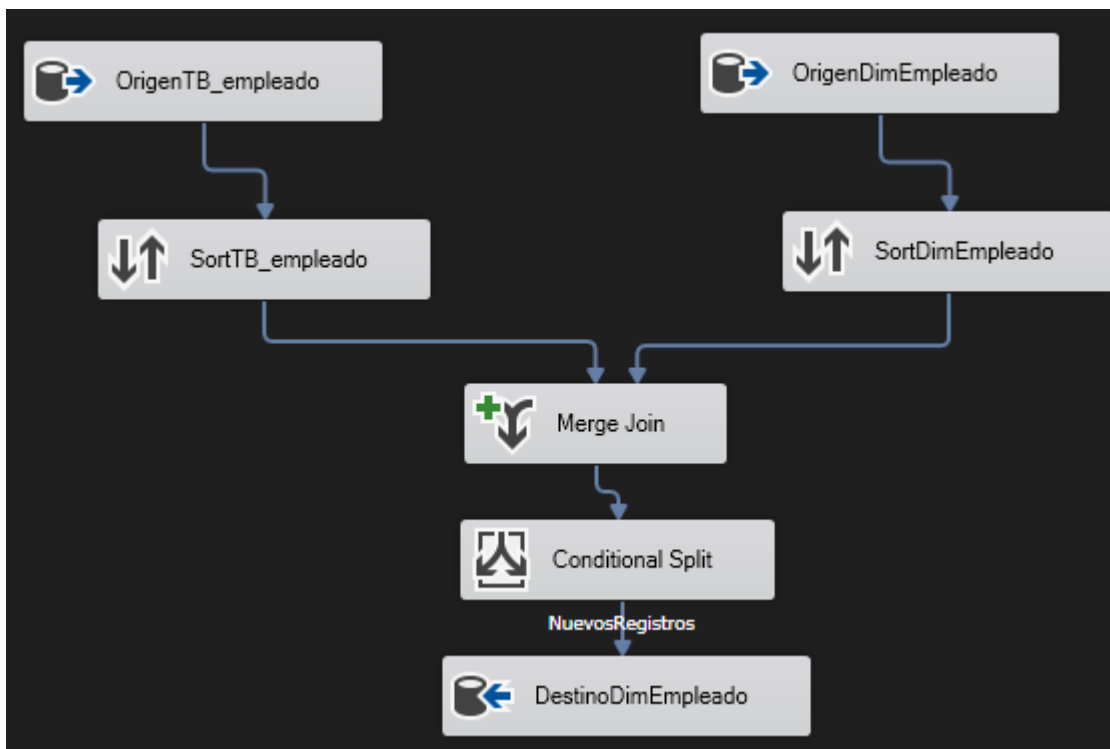 OrigenTB_empleado
OrigenDimEmpleado
SortTB_empleado
SortDimEmpleado
Merge Join
Conditional Split
NuevosRegistros
DestinoDimEmpleado